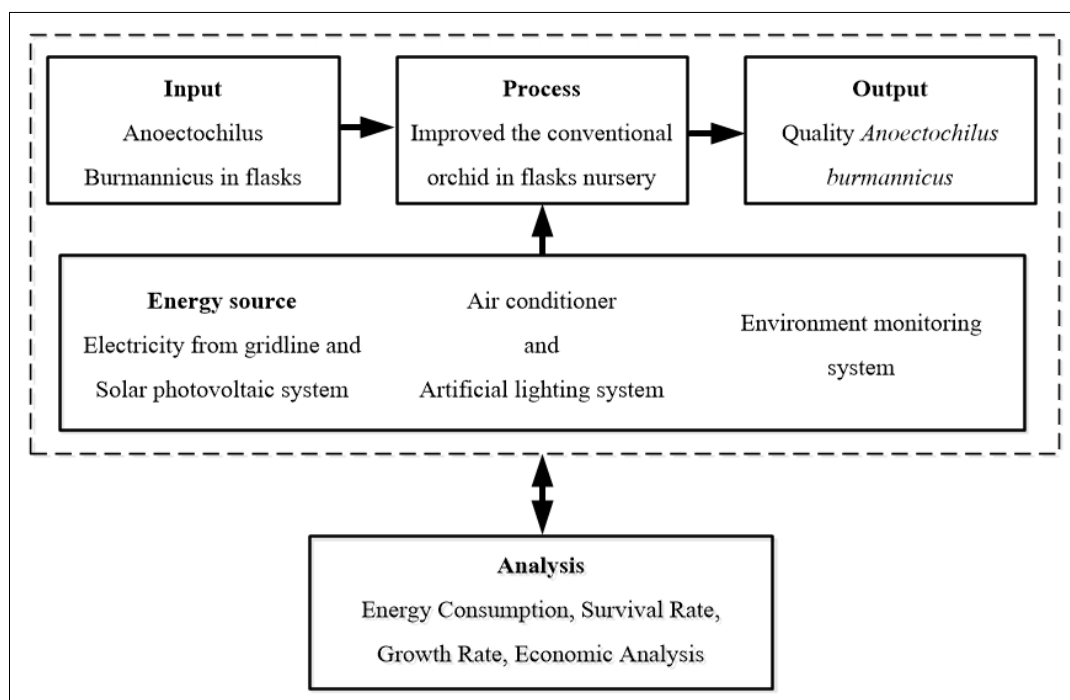 Input
Anoectochilus
Burmannicus in flasks
Process
Improved the conventional
orchid in flasks nursery
Output
Quality Anoectochilus
burmannicus
Energy source
Electricity from gridline and
Solar photovoltaic system
Air conditioner
and
Artificial lighting system
Environment monitoring
system
Analysis
Energy Consumption, Survival Rate,
Growth Rate, Economic Analysis